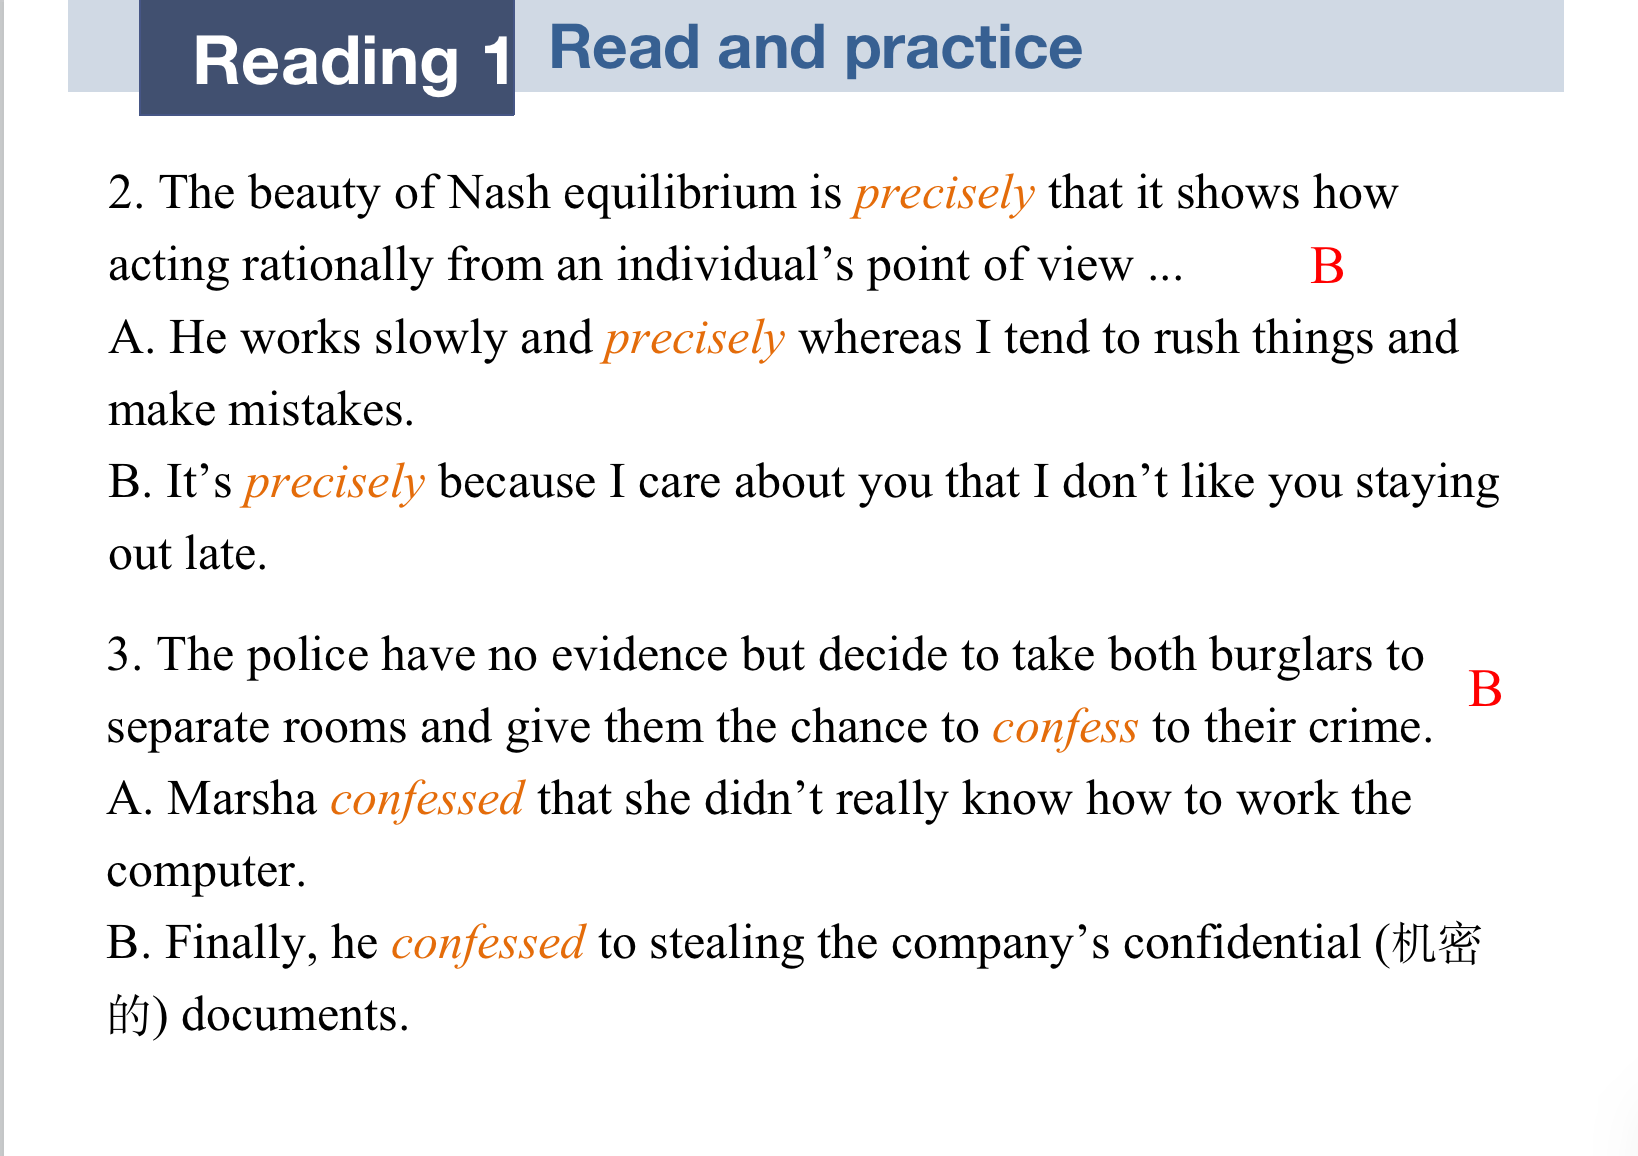 Reading 1 Read and practice
2. The beauty of Nash equilibrium is precisely that it shows how
acting rationally from an individual’s point of view ... B
A. He works slowly and precisely whereas I tend to rush things and
make mistakes.
B. It’s precisely because I care about you that I don’t like you staying
out late.
3. The police have no evidence but decide to take both burglars to
B
separate rooms and give them the chance to confess to their crime.
A. Marsha confessed that she didn’t really know how to work the
computer.
B. Finally, he confessed to stealing the company’s confidential (机密
的) documents.